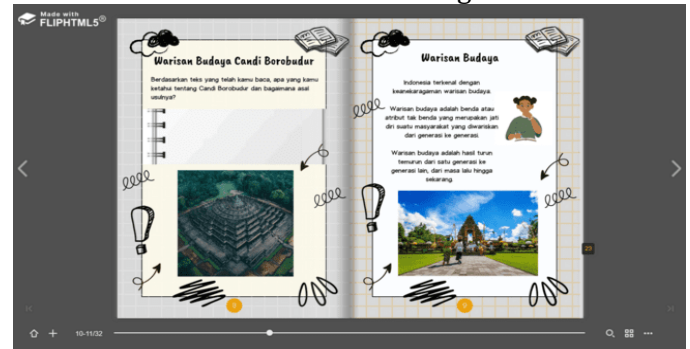 Made with
FLIPHTML5®
Warisan Budaya Candi Borobudur
Berdasarkan teks yang telah kamu baca, apa yang kamu
ketahui tentang Candi Borobudur dan bagaimana asal
usulnya?
9
Warisan Budaya
Indonesia terkenal dengan
keanekaragaman warisan budaya.
Warisan budaya adalah benda atau
atribut tak benda yang merupakan jati
diri suatu masyarakat yang diwariskan
dari generasi ke generasi.
Warisan budaya adalah hasil turun
temurun dari satu generasi ke
generasi lain, dari masa lalu hingga
sekarang.
9
29
10-11/32